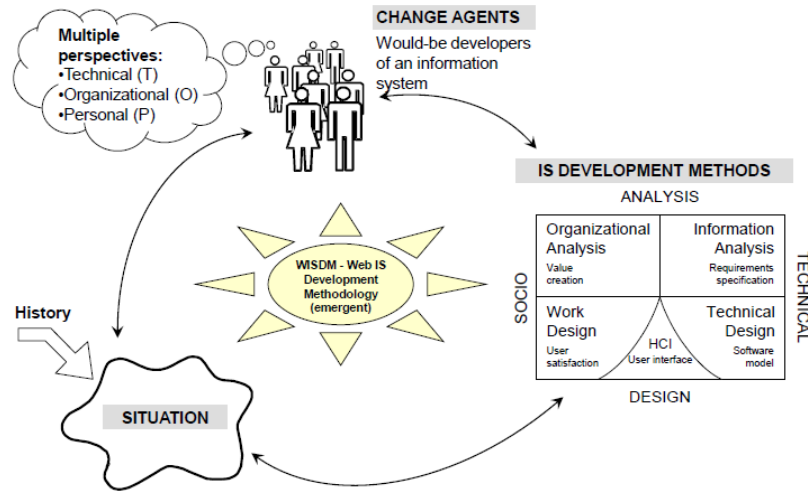 Multiple
perspectives:
•Technical (T)
•Organizational (O)
•Personal (P)
CHANGE AGENTS
Would-be developers
of an information
system
IS DEVELOPMENT METHODS
ANALYSIS
SOCIO
TECHNICAL
Organizational
Analysis
Value
creation
Information
Analysis
Requirements
specification
Work
Design
User
satisfaction
HCI
User interface
Technical
Design
Software
model
DESIGN
WISDM - Web IS
Development
Methodology
(emergent)
History
SITUATION